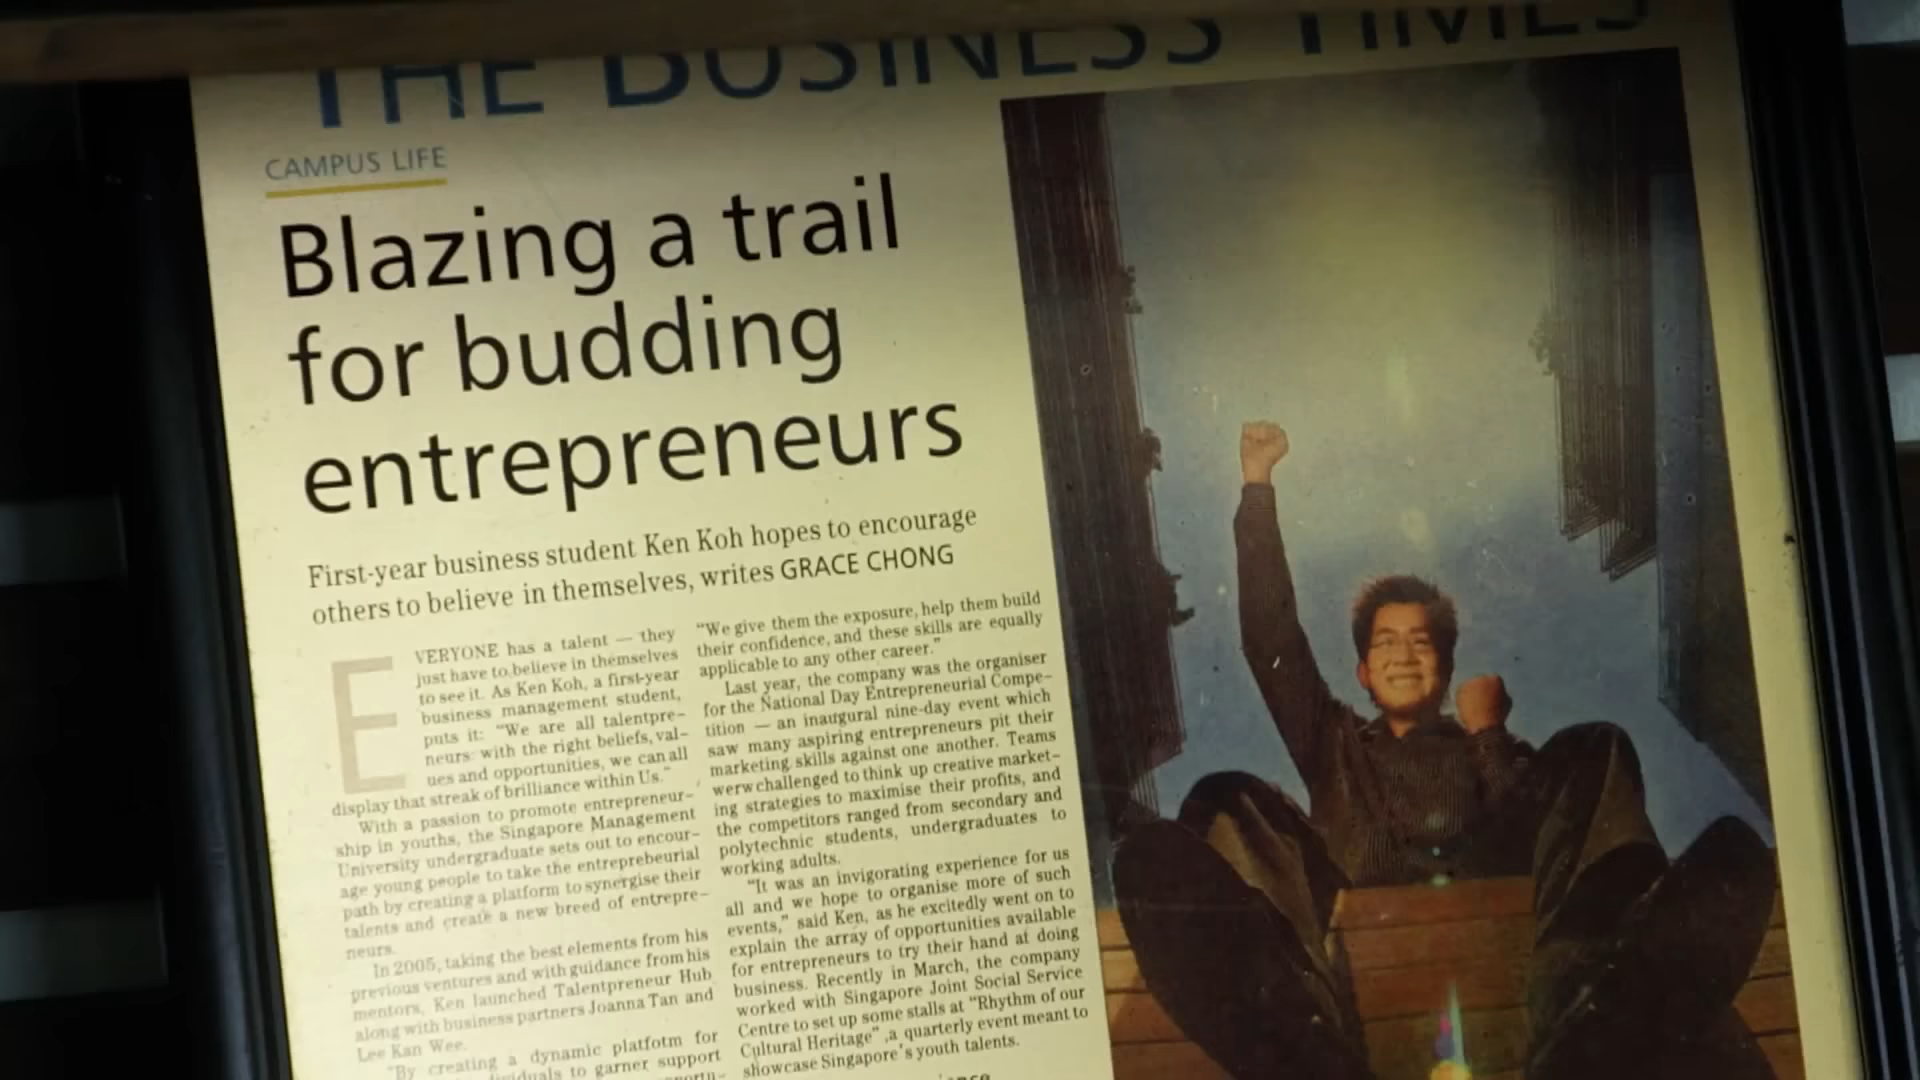 THE BUSINESS TIMES
CAMPUS LIFE
Blazing a trail
for budding
entrepreneurs
First-year business student Ken Koh hopes to encourage
others to believe in themselves, writes GRACE CHONG
EVERYONE has a talent — they
just have to believe in themselves
to see it. As Ken Koh, a first-year
business management student,
puts it: "We are all talentpre-
neurs with the right beliefs, val-
ues and opportunities, we can all
display that streak of brilliance within Us."
With a passion to promote entrepreneur-
ship in youths, the Singapore Management
University undergraduate sets out to encour-
age young people to take the entreprebeurial
path by creating a platform to synergise their
talents and create a new breed of entrepre-
neurs.
In 2005, taking the best elements from his
previous ventures and with guidance from his
mentors, Ken launched Talentpreneur Hub
along with business partners Joanna Tan and
Lee Kan Wee.
"By creating a dynamic platfotm for
individuals to garner support
"We give them the exposure, help them build
their confidence, and these skills are equally
applicable to any other career."
Last year, the company was the organiser
for the National Day Entrepreneurial Compe-
tition — an inaugural nine-day event which
saw many aspiring entrepreneurs pit their
marketing skills against one another. Teams
werw challenged to think up creative market-
ing strategies to maximise their profits, and
the competitors ranged from secondary and
polytechnic students, undergraduates to
working adults.
"It was an invigorating experience for us
all and we hope to organise more of such
events," said Ken, as he excitedly went on to
explain the array of opportunities available
for entrepreneurs to try their hand at doing
business. Recently in March, the company
worked with Singapore Joint Social Service
Centre to set up some stalls at "Rhythm of our
Cultural Heritage" ,a quarterly event meant to
showcase Singapore's youth talents.